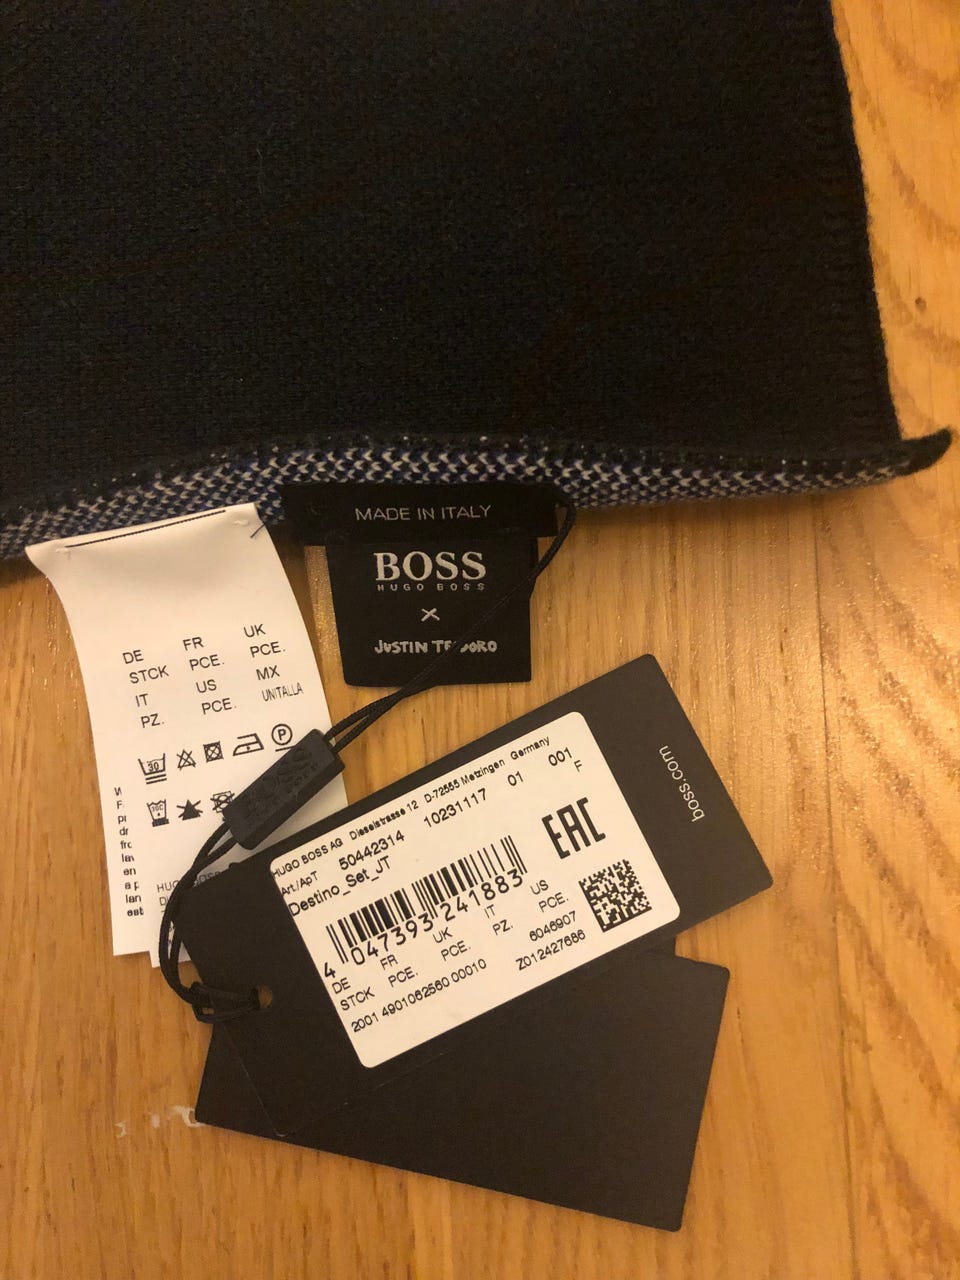 MADE IN ITALY
BOSS
HUGO BOSS
X
JUSTIN TESORO
DE FR UK
STCK PCE. PCE.
IT US MX
PZ. PCE. UNITALLA
30
P
boss.com
HUGO BOSS AG Dieselstrasse 12 D-72555 Metzingen Germany
Art./ApT 50442314 10231117 01 001
Destino_Set_JT F
EAC
4 047393 241883
DE FR UK IT US
STCK PCE. PCE. PZ. PCE.
2001 4901062560 00010 Z012427686 6046907